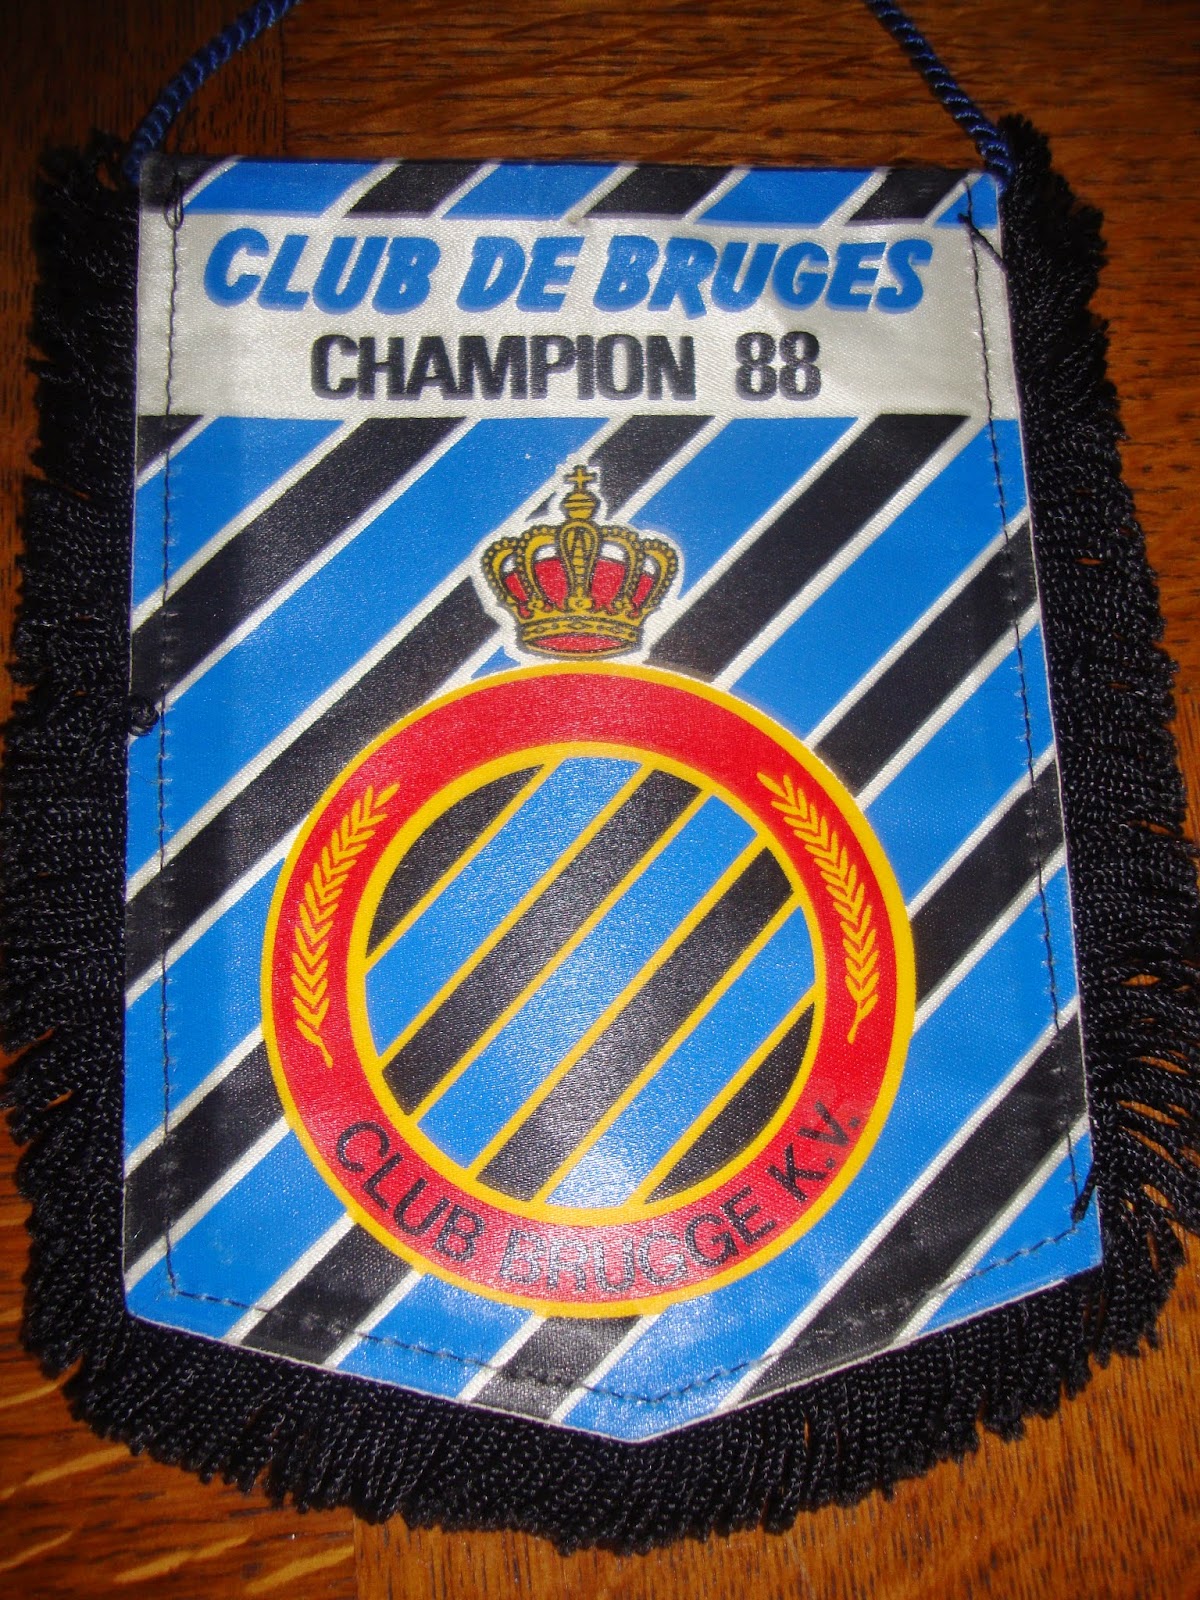 CLUB DE BRUGES
CHAMPION 88
CLUB BRUGGE K.V.